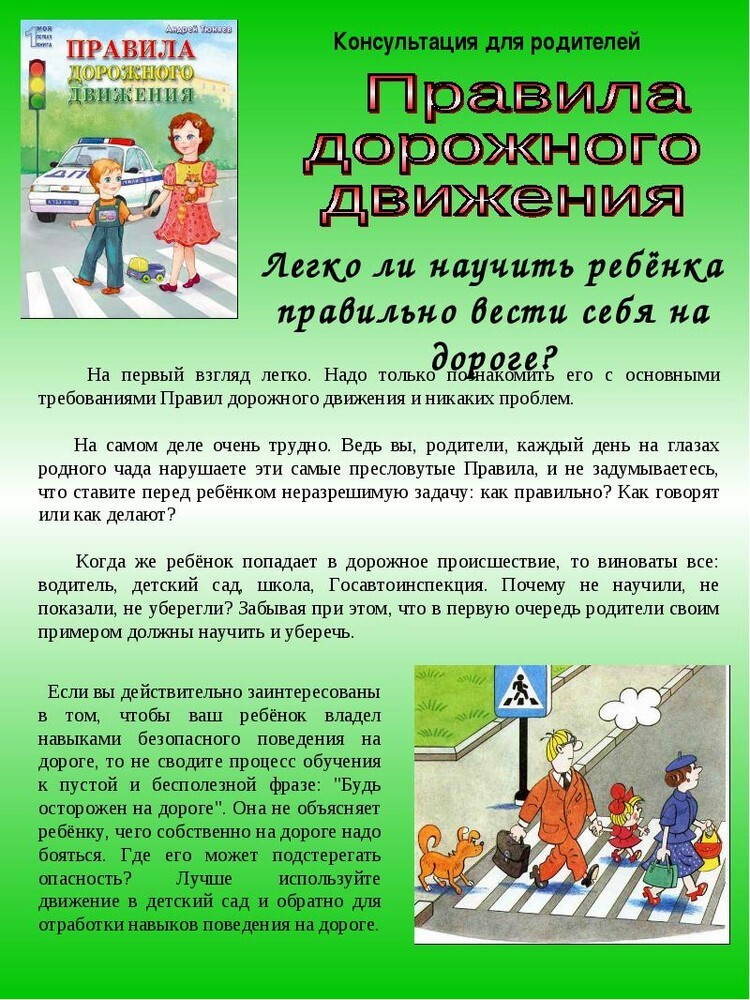 Андрей Тюняев
1 МОЯ
ПЕРВАЯ
КНИГА
ПРАВИЛА
ДОРОЖНОГО
ДВИЖЕНИЯ
Консультация для родителей
Правила
дорожного
движения
Легко ли научить ребёнка
правильно вести себя на
дороге?
На первый взгляд легко. Надо только познакомить его с основными
требованиями Правил дорожного движения и никаких проблем.
На самом деле очень трудно. Ведь вы, родители, каждый день на глазах
родного чада нарушаете эти самые пресловутые Правила, и не задумываетесь,
что ставите перед ребёнком неразрешимую задачу: как правильно? Как говорят
или как делают?
Когда же ребёнок попадает в дорожное происшествие, то виноваты все:
водитель, детский сад, школа, Госавтоинспекция. Почему не научили, не
показали, не уберегли? Забывая при этом, что в первую очередь родители своим
примером должны научить и уберечь.
Если вы действительно заинтересованы
в том, чтобы ваш ребёнок владел
навыками безопасного поведения на
дороге, то не сводите процесс обучения
к пустой и бесполезной фразе: "Будь
осторожен на дороге". Она не объясняет
ребёнку, чего собственно на дороге надо
бояться. Где его может подстерегать
опасность? Лучше используйте
движение в детский сад и обратно для
отработки навыков поведения на дороге.